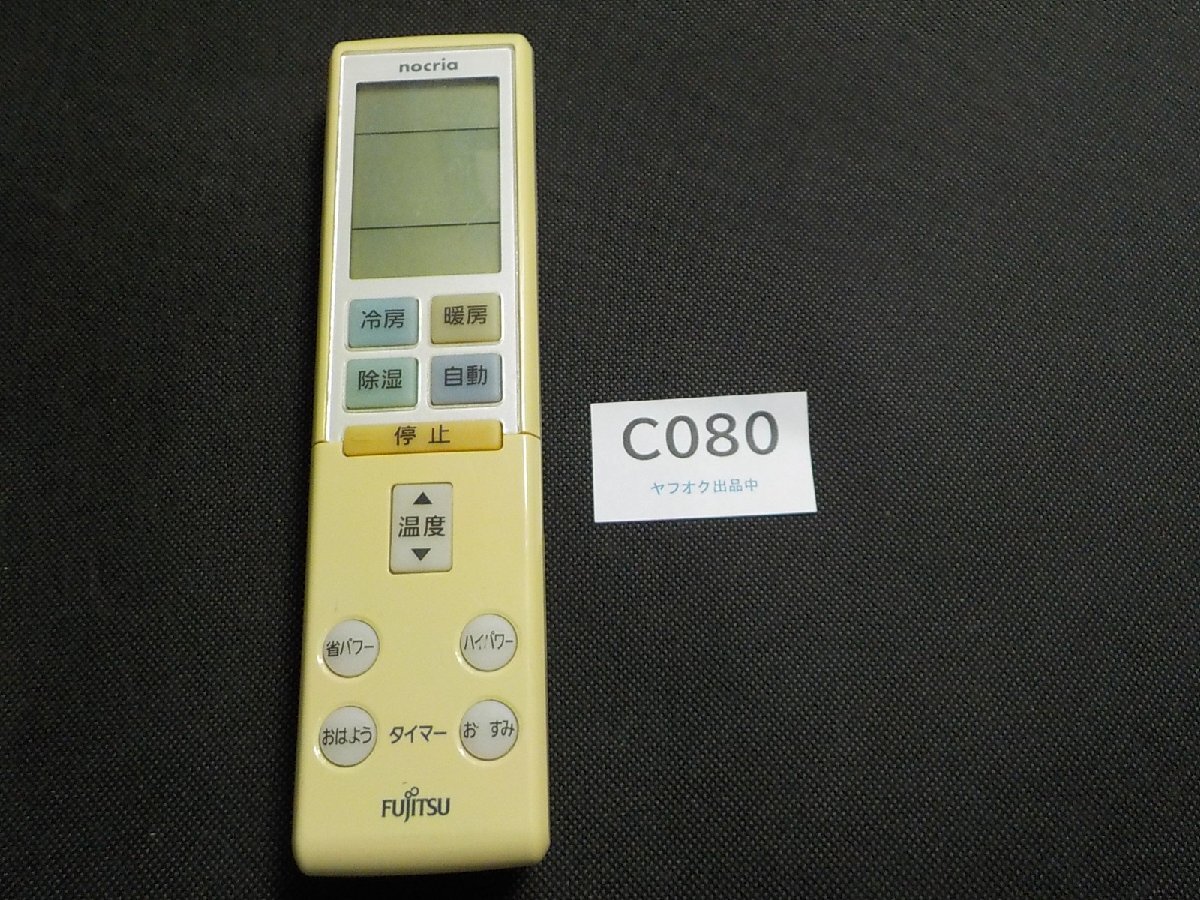 nocria
冷房 暖房
除湿 自動
停止
▲
温度
▼
省パワー ハイパワー
おはよう タイマー お すみ
FUJITSU
C080
ヤフオク出品中